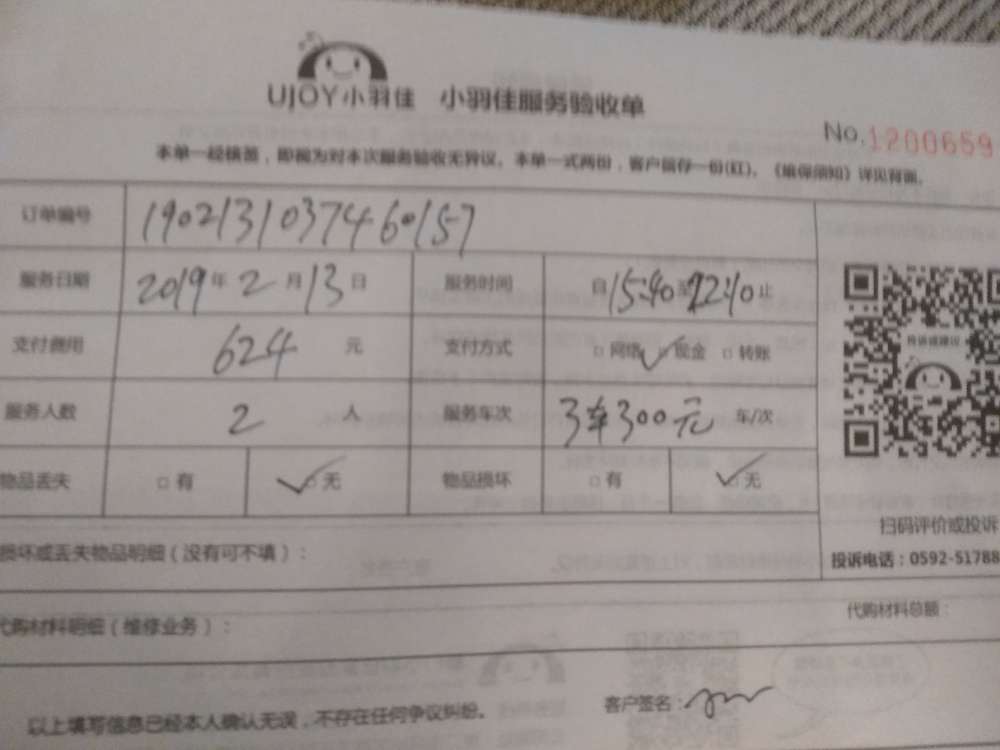 UJOY小羽佳 小羽佳服务验收单
No.1200659
本单一经核签，即视为对本次服务验收无异议。本单一式两份，客户留存一份(红)。《维保须知》详见背面。
订单编号 190213103746 0157
服务日期 2019年2月13日 服务时间 自15:40至 止
支付费用 624元 支付方式 □网络 ✓现金 □转账
服务人数 2人 服务车次 3车300元 车/次
物品丢失 □有 ✓□无 物品损坏 □有 ✓□无
投诉或建议
扫码评价或投诉
投诉电话：0592-51788
损坏或丢失物品明细（没有可不填）：
代购材料明细（维修业务）： 代购材料总额：
以上填写信息已经本人确认无误，不存在任何争议纠纷。 客户签名：